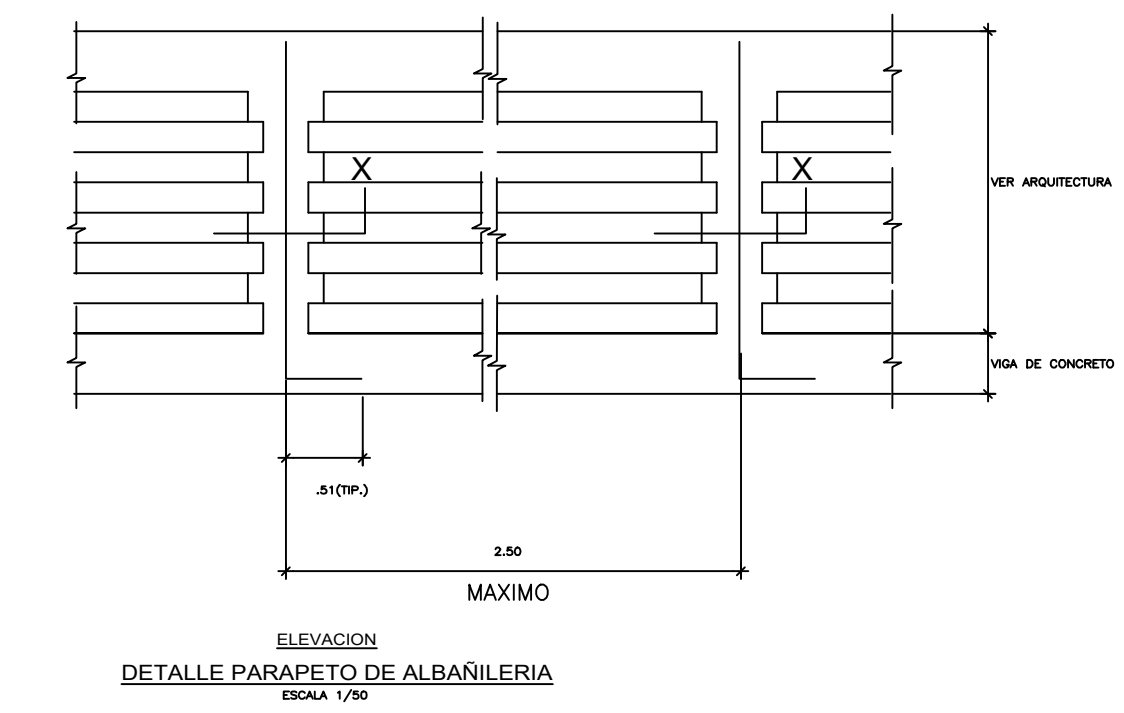 X
X
VER ARQUITECTURA
VIGA DE CONCRETO
.51(TIP.)
2.50
MAXIMO
ELEVACION
DETALLE PARAPETO DE ALBAÑILERIA
ESCALA 1/50